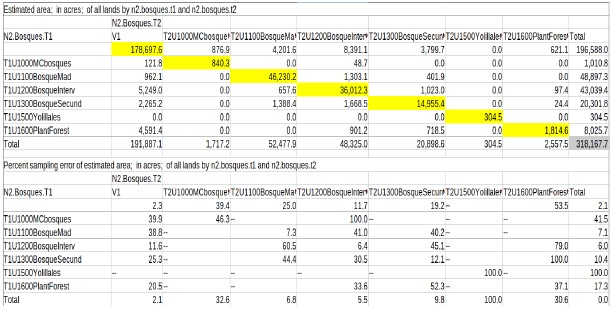 Estimated area; in acres; of all lands by n2.bosques.t1 and n2.bosques.t2
N2.Bosques.T2
N2.Bosques.T1 V1 T2U1000MCbosque T2U1100BosqueMa T2U1200BosqueInter T2U1300BosqueSecun T2U1500Yolillale T2U1600PlantFores Total
178,697.6 876.9 4,201.6 8,391.1 3,799.7 0.0 621.1 196,588.0
T1U1000MCbosques 121.8 840.3 0.0 48.7 0.0 0.0 0.0 1,010.8
T1U1100BosqueMad 962.1 0.0 46,230.2 1,303.1 401.9 0.0 0.0 48,897.3
T1U1200BosqueInterv 5,249.0 0.0 657.6 36,012.3 1,023.0 0.0 97.4 43,039.4
T1U1300BosqueSecund 2,265.2 0.0 1,388.4 1,668.5 14,955.4 0.0 24.4 20,301.8
T1U1500Yolillales 0.0 0.0 0.0 0.0 0.0 304.5 0.0 304.5
T1U1600PlantForest 4,591.4 0.0 0.0 901.2 718.5 0.0 1,814.6 8,025.7
Total 191,887.1 1,717.2 52,477.9 48,325.0 20,898.6 304.5 2,557.5 318,167.7
Percent sampling error of estimated area; in acres; of all lands by n2.bosques.t1 and n2.bosques.t2
N2.Bosques.T2
N2.Bosques.T1 V1 T2U1000MCbosque T2U1100BosqueMa T2U1200BosqueInter T2U1300BosqueSecun T2U1500Yolillale T2U1600PlantFores Total
2.3 39.4 25.0 11.7 19.2 -- 53.5 2.1
T1U1000MCbosques 39.9 46.3 -- 100.0 -- -- -- 41.5
T1U1100BosqueMad 38.8 -- 7.3 41.0 40.2 -- -- 7.1
T1U1200BosqueInterv 11.6 -- 60.5 6.4 45.1 -- 79.0 6.0
T1U1300BosqueSecund 25.3 -- 44.4 30.5 12.1 -- 100.0 10.4
T1U1500Yolillales -- -- -- -- -- 100.0 -- 100.0
T1U1600PlantForest 20.5 -- -- 33.6 52.3 -- 37.1 17.3
Total 2.1 32.6 6.8 5.5 9.8 100.0 30.6 0.0